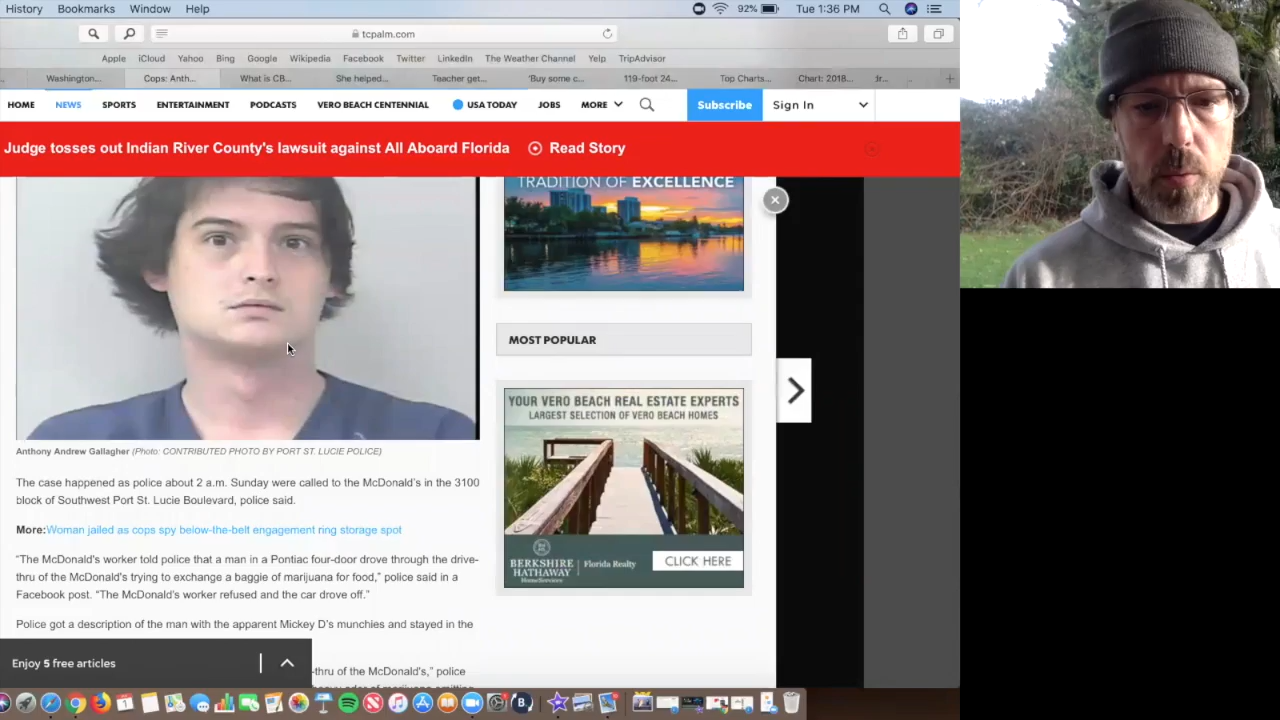 History Bookmarks Window Help 92% Tue 1:36 PM
tcpalm.com
Apple iCloud Yahoo Bing Google Wikipedia Facebook Twitter LinkedIn The Weather Channel Yelp TripAdvisor
Washington... Cops: Anth... What is CB... She helped... Teacher get... 'Buy some c... 119-foot 24... Top Charts... Chart: 2018...
HOME NEWS SPORTS ENTERTAINMENT PODCASTS VERO BEACH CENTENNIAL USA TODAY JOBS MORE Subscribe Sign In
Judge tosses out Indian River County's lawsuit against All Aboard Florida Read Story
TRADITION OF EXCELLENCE
MOST POPULAR
YOUR VERO BEACH REAL ESTATE EXPERTS
LARGEST SELECTION OF VERO BEACH HOMES
BERKSHIRE
HATHAWAY
HomeServices
Florida Realty
CLICK HERE
Anthony Andrew Gallagher (Photo: CONTRIBUTED PHOTO BY PORT ST. LUCIE POLICE)
The case happened as police about 2 a.m. Sunday were called to the McDonald's in the 3100
block of Southwest Port St. Lucie Boulevard, police said.
More:Woman jailed as cops spy below-the-belt engagement ring storage spot
“The McDonald's worker told police that a man in a Pontiac four-door drove through the drive-
thru of the McDonald's trying to exchange a baggie of marijuana for food,” police said in a
Facebook post. “The McDonald's worker refused and the car drove off.”
Police got a description of the man with the apparent Mickey D's munchies and stayed in the
-thru of the McDonald's,” police
Enjoy 5 free articles